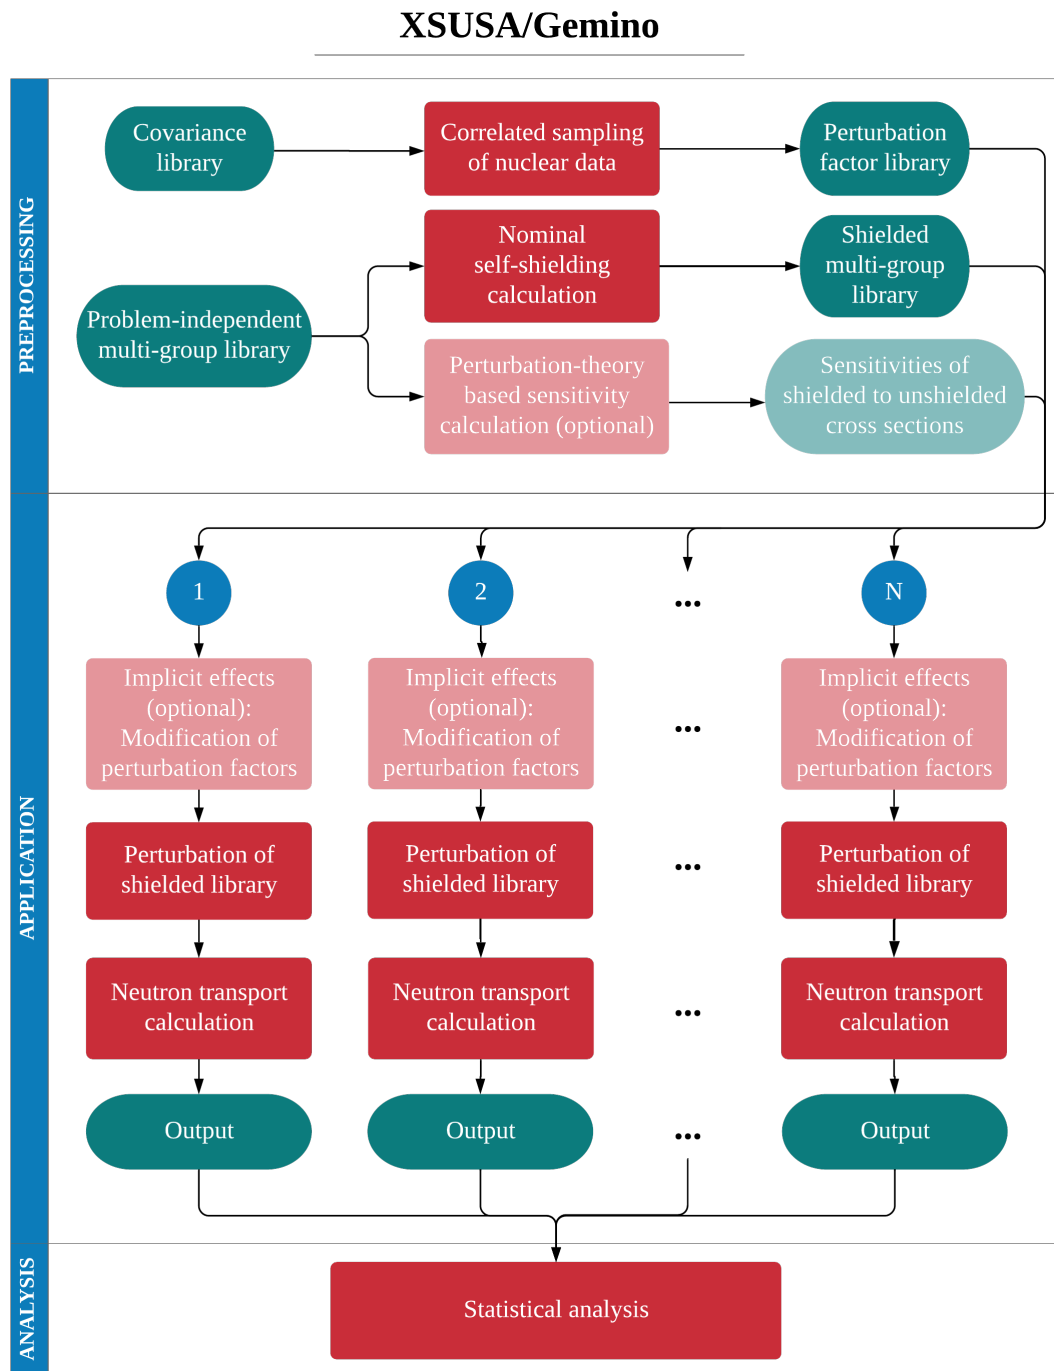 XSUSA/Gemino
PREPROCESSING
Covariance
library
Correlated sampling
of nuclear data
Perturbation
factor library
Problem-independent
multi-group library
Nominal
self-shielding
calculation
Shielded
multi-group
library
Perturbation-theory
based sensitivity
calculation (optional)
Sensitivities of
shielded to unshielded
cross sections
APPLICATION
1
2
...
N
Implicit effects
(optional):
Modification of
perturbation factors
Implicit effects
(optional):
Modification of
perturbation factors
...
Implicit effects
(optional):
Modification of
perturbation factors
Perturbation of
shielded library
Perturbation of
shielded library
...
Perturbation of
shielded library
Neutron transport
calculation
Neutron transport
calculation
...
Neutron transport
calculation
Output
Output
...
Output
ANALYSIS
Statistical analysis